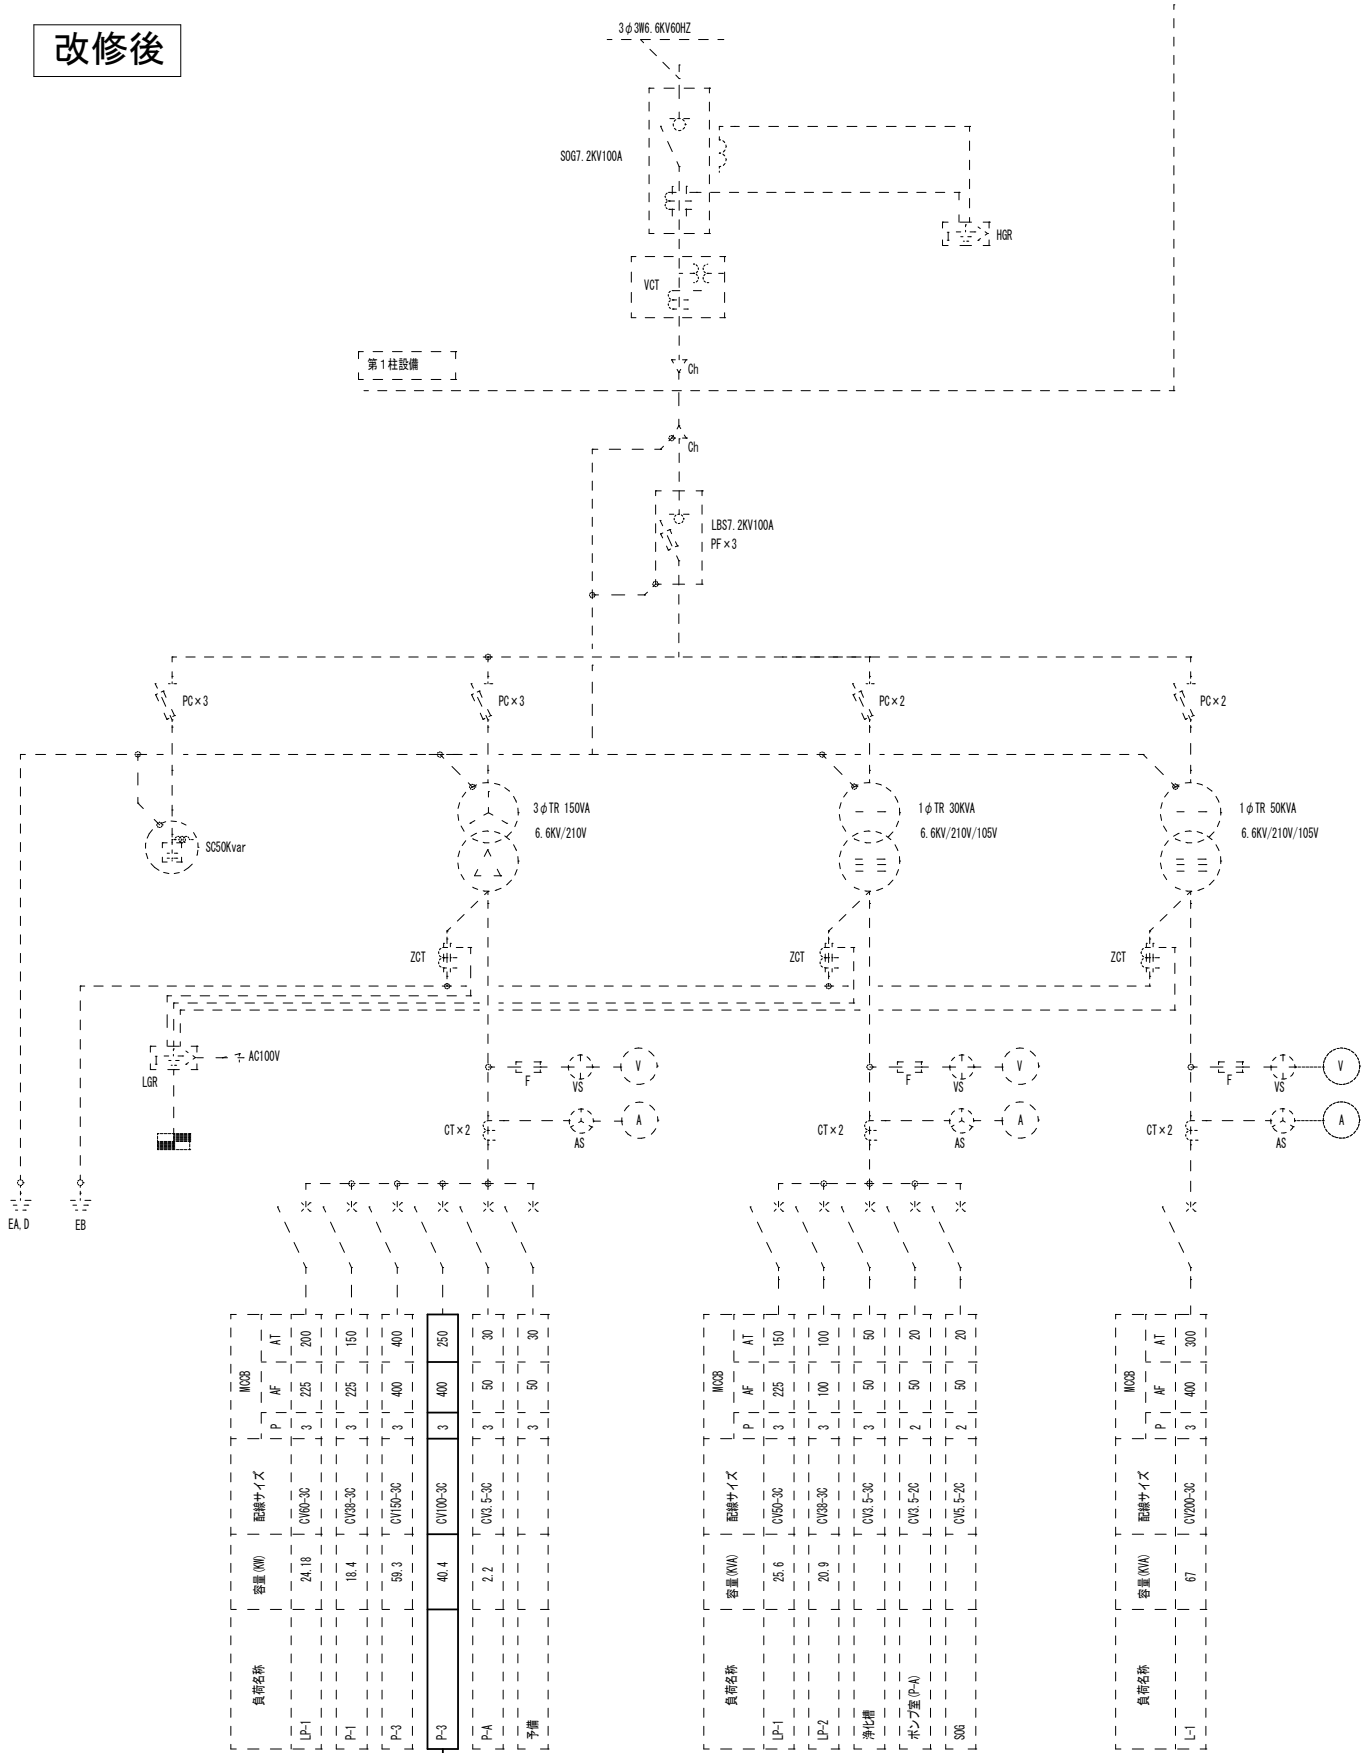 改修後
3φ3W6.6KV60HZ
SOG7.2KV100A
HGR
VCT
第1柱設備
Ch
Ch
LBS7.2KV100A
PF×3
PC×3
PC×3
PC×2
PC×2
SC50Kvar
3φTR 150VA
6.6KV/210V
1φTR 30KVA
6.6KV/210V/105V
1φTR 50KVA
6.6KV/210V/105V
ZCT
ZCT
ZCT
I
LGR
AC100V
F
VS
V
F
VS
V
F
VS
V
CT×2
AS
A
CT×2
AS
A
CT×2
AS
A
EA,D
EB
負荷名称 容量(KW) 配線サイズ MCCB P AF AT
LP-1 24.18 CV60-3C 3 225 200
P-1 18.4 CV38-3C 3 225 150
P-3 59.3 CV150-3C 3 400 400
P-3 40.4 CV100-3C 3 400 250
P-A 2.2 CV3.5-3C 3 50 30
予備 3 50 30
負荷名称 容量(KVA) 配線サイズ MCCB P AF AT
LP-1 25.6 CV50-3C 3 225 150
LP-2 20.9 CV38-3C 3 100 100
浄化槽 CV3.5-3C 3 50 50
ポンプ室(P-A) CV3.5-2C 2 50 20
SOG CV5.5-2C 2 50 20
負荷名称 容量(KVA) 配線サイズ MCCB P AF AT
L-1 67 CV200-3C 3 400 300